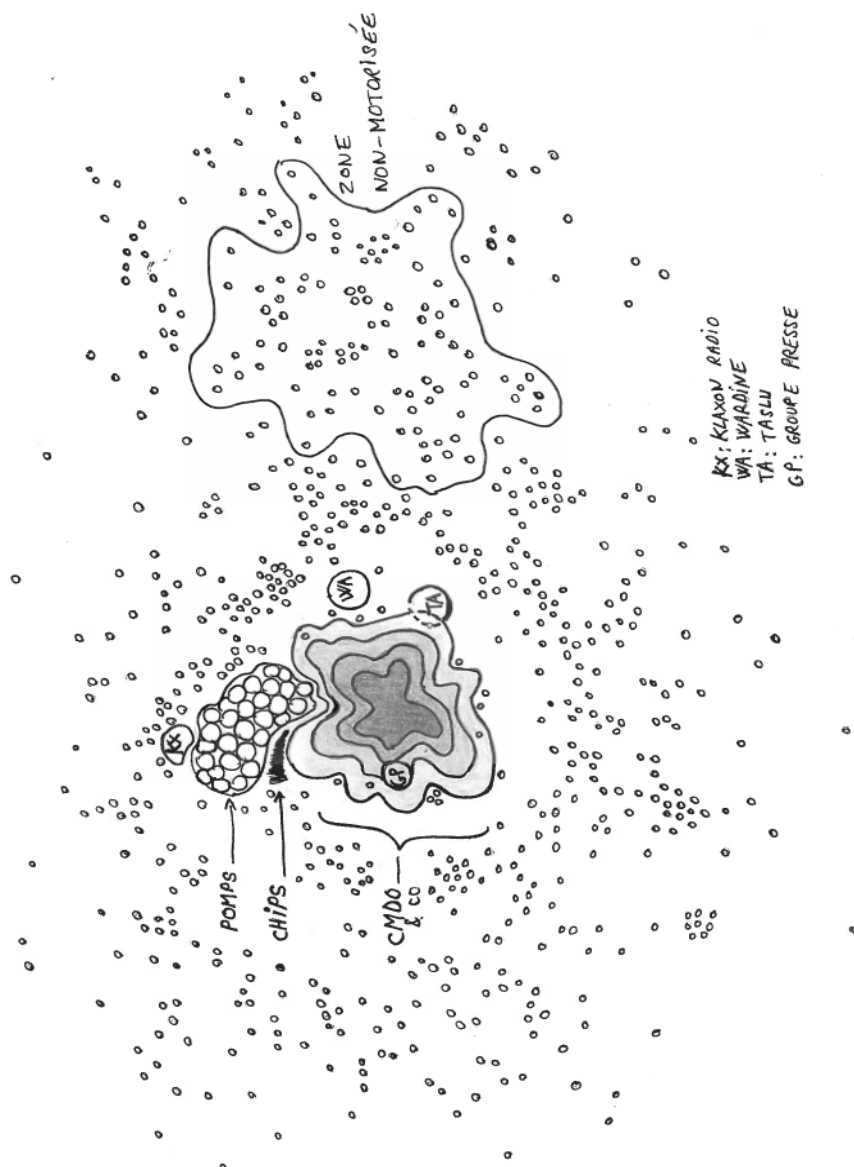 ZONE
NON-MOTORISÉE
KX
WA
TA
GP
POMPS
CHIPS
CMDO
& CO
KX: KLAXON RADIO
WA: WARDINE
TA: TASLU
GP: GROUPE PRESSE